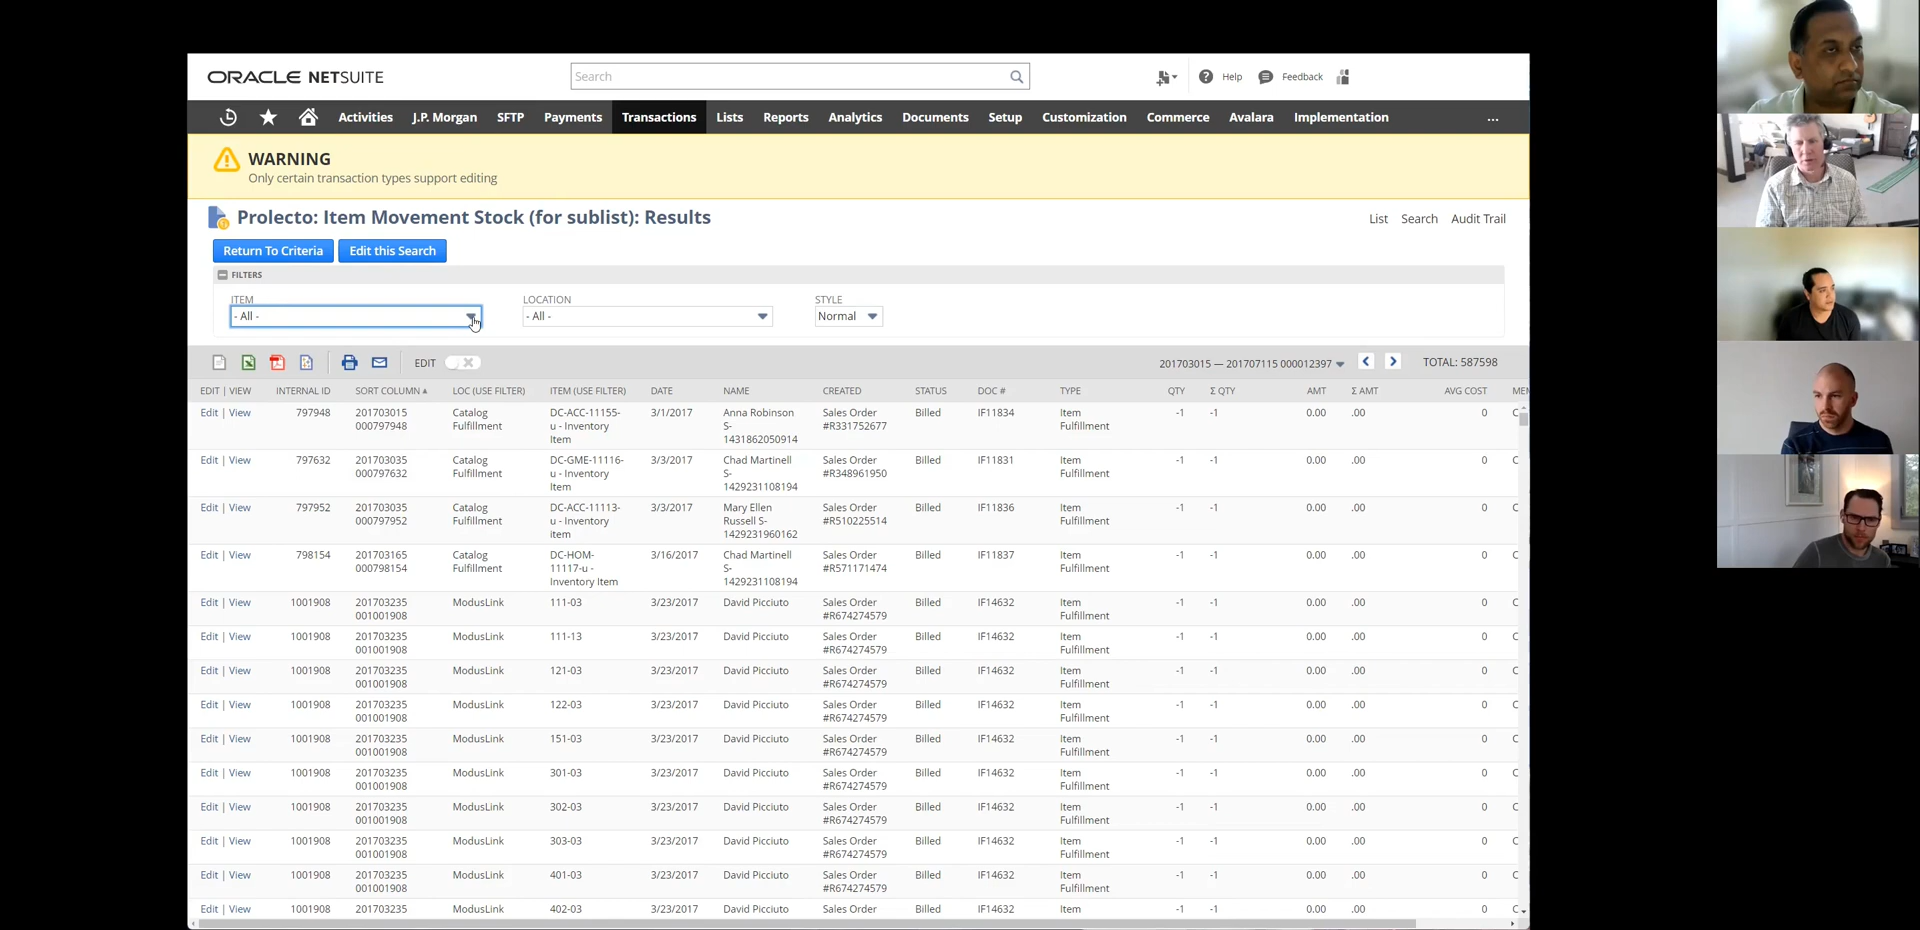 ORACLE NETSUITE
Search
Help
Feedback
Activities J.P. Morgan SFTP Payments Transactions Lists Reports Analytics Documents Setup Customization Commerce Avalara Implementation ...
WARNING
Only certain transaction types support editing
Prolecto: Item Movement Stock (for sublist): Results
List Search Audit Trail
Return To Criteria Edit this Search
FILTERS
ITEM LOCATION STYLE
- All - - All - Normal
EDIT 201703015 — 201707115 000012397 TOTAL: 587598
EDIT | VIEW INTERNAL ID SORT COLUMN LOC (USE FILTER) ITEM (USE FILTER) DATE NAME CREATED STATUS DOC # TYPE QTY Σ QTY AMT Σ AMT AVG COST
Edit | View 797948 201703015 Catalog DC-ACC-11155- 3/1/2017 Anna Robinson Sales Order Billed IF11834 Item -1 -1 0.00 .00 0
000797948 Fulfillment u - Inventory S- #R331752677 Fulfillment
Item 1431862050914
Edit | View 797632 201703035 Catalog DC-GME-11116- 3/3/2017 Chad Martinell Sales Order Billed IF11831 Item -1 -1 0.00 .00 0
000797632 Fulfillment u - Inventory S- #R348961950 Fulfillment
Item 1429231108194
Edit | View 797952 201703035 Catalog DC-ACC-11113- 3/3/2017 Mary Ellen Sales Order Billed IF11836 Item -1 -1 0.00 .00 0
000797952 Fulfillment u - Inventory Russell S- #R510225514 Fulfillment
Item 1429231960162
Edit | View 798154 201703165 Catalog DC-HOM- 3/16/2017 Chad Martinell Sales Order Billed IF11837 Item -1 -1 0.00 .00 0
000798154 Fulfillment 11117-u - S- #R571171474 Fulfillment
Inventory Item 1429231108194
Edit | View 1001908 201703235 ModusLink 111-03 3/23/2017 David Picciuto Sales Order Billed IF14632 Item -1 -1 0.00 .00 0
001001908 #R674274579 Fulfillment
Edit | View 1001908 201703235 ModusLink 111-13 3/23/2017 David Picciuto Sales Order Billed IF14632 Item -1 -1 0.00 .00 0
001001908 #R674274579 Fulfillment
Edit | View 1001908 201703235 ModusLink 121-03 3/23/2017 David Picciuto Sales Order Billed IF14632 Item -1 -1 0.00 .00 0
001001908 #R674274579 Fulfillment
Edit | View 1001908 201703235 ModusLink 122-03 3/23/2017 David Picciuto Sales Order Billed IF14632 Item -1 -1 0.00 .00 0
001001908 #R674274579 Fulfillment
Edit | View 1001908 201703235 ModusLink 151-03 3/23/2017 David Picciuto Sales Order Billed IF14632 Item -1 -1 0.00 .00 0
001001908 #R674274579 Fulfillment
Edit | View 1001908 201703235 ModusLink 301-03 3/23/2017 David Picciuto Sales Order Billed IF14632 Item -1 -1 0.00 .00 0
001001908 #R674274579 Fulfillment
Edit | View 1001908 201703235 ModusLink 302-03 3/23/2017 David Picciuto Sales Order Billed IF14632 Item -1 -1 0.00 .00 0
001001908 #R674274579 Fulfillment
Edit | View 1001908 201703235 ModusLink 303-03 3/23/2017 David Picciuto Sales Order Billed IF14632 Item -1 -1 0.00 .00 0
001001908 #R674274579 Fulfillment
Edit | View 1001908 201703235 ModusLink 401-03 3/23/2017 David Picciuto Sales Order Billed IF14632 Item -1 -1 0.00 .00 0
001001908 #R674274579 Fulfillment
Edit | View 1001908 201703235 ModusLink 402-03 3/23/2017 David Picciuto Sales Order Billed IF14632 Item -1 -1 0.00 .00 0